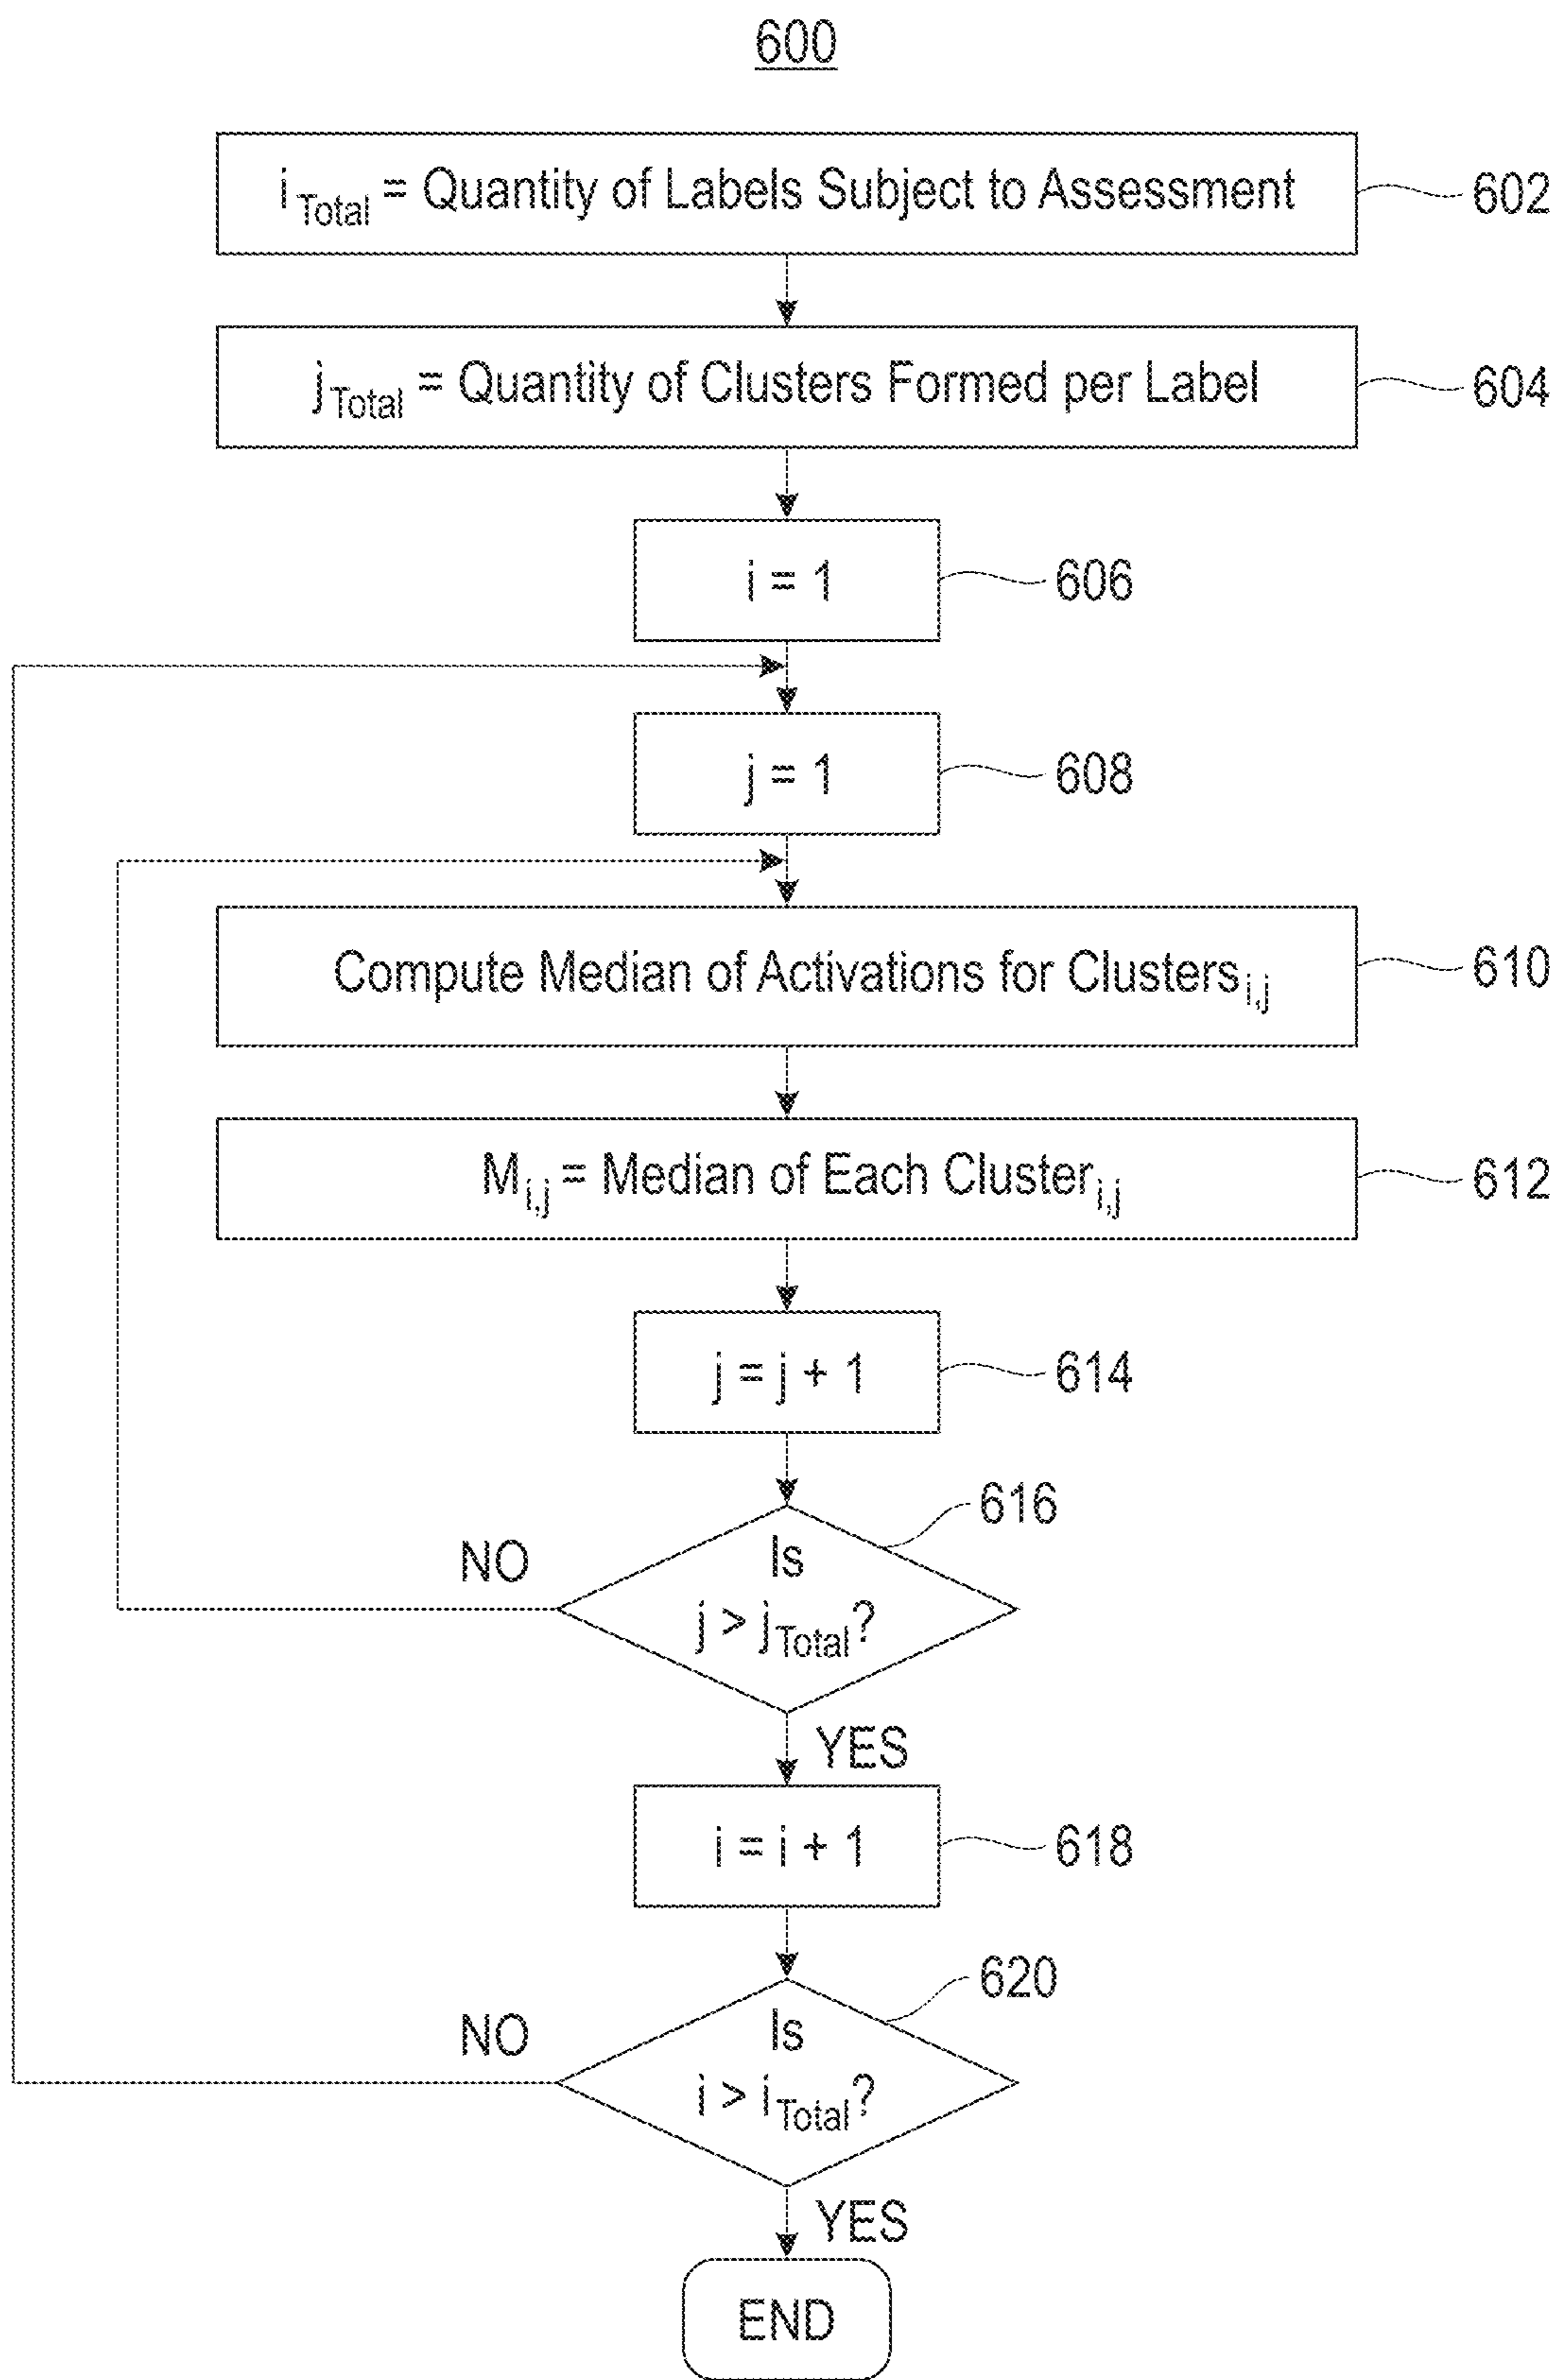 600
i Total = Quantity of Labels Subject to Assessment
602
j Total = Quantity of Clusters Formed per Label
604
i = 1
606
j = 1
608
Compute Median of Activations for Clusters i,j
610
M i,j = Median of Each Cluster i,j
612
j = j + 1
614
616
NO
Is
j > j Total?
YES
i = i + 1
618
620
NO
Is
i > i Total?
YES
END